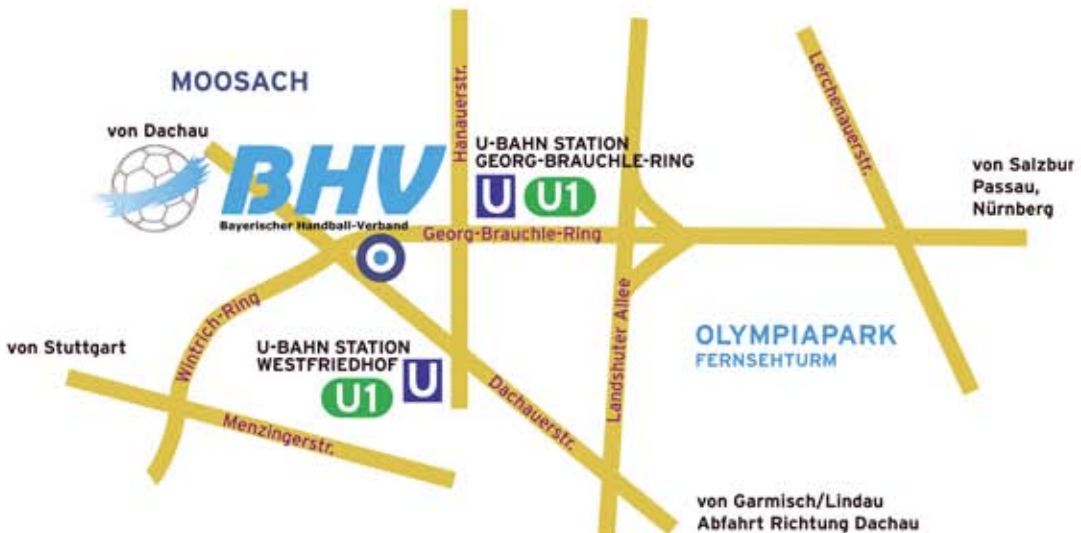 MOOSACH
von Dachau
BHV
Bayerischer Handball-Verband
Hanauerstr.
U-BAHN STATION
GEORG-BRAUCHLE-RING
U U1
Georg-Brauchle-Ring
Lerchenauerstr.
von Salzbur
Passau,
Nürnberg
Wintrich-Ring
von Stuttgart
U-BAHN STATION
WESTFRIEDHOF
U1 U
Menzingerstr.
Dachauerstr.
Landshuter Allee
OLYMPIAPARK
FERNSEHTURM
von Garmisch/Lindau
Abfahrt Richtung Dachau